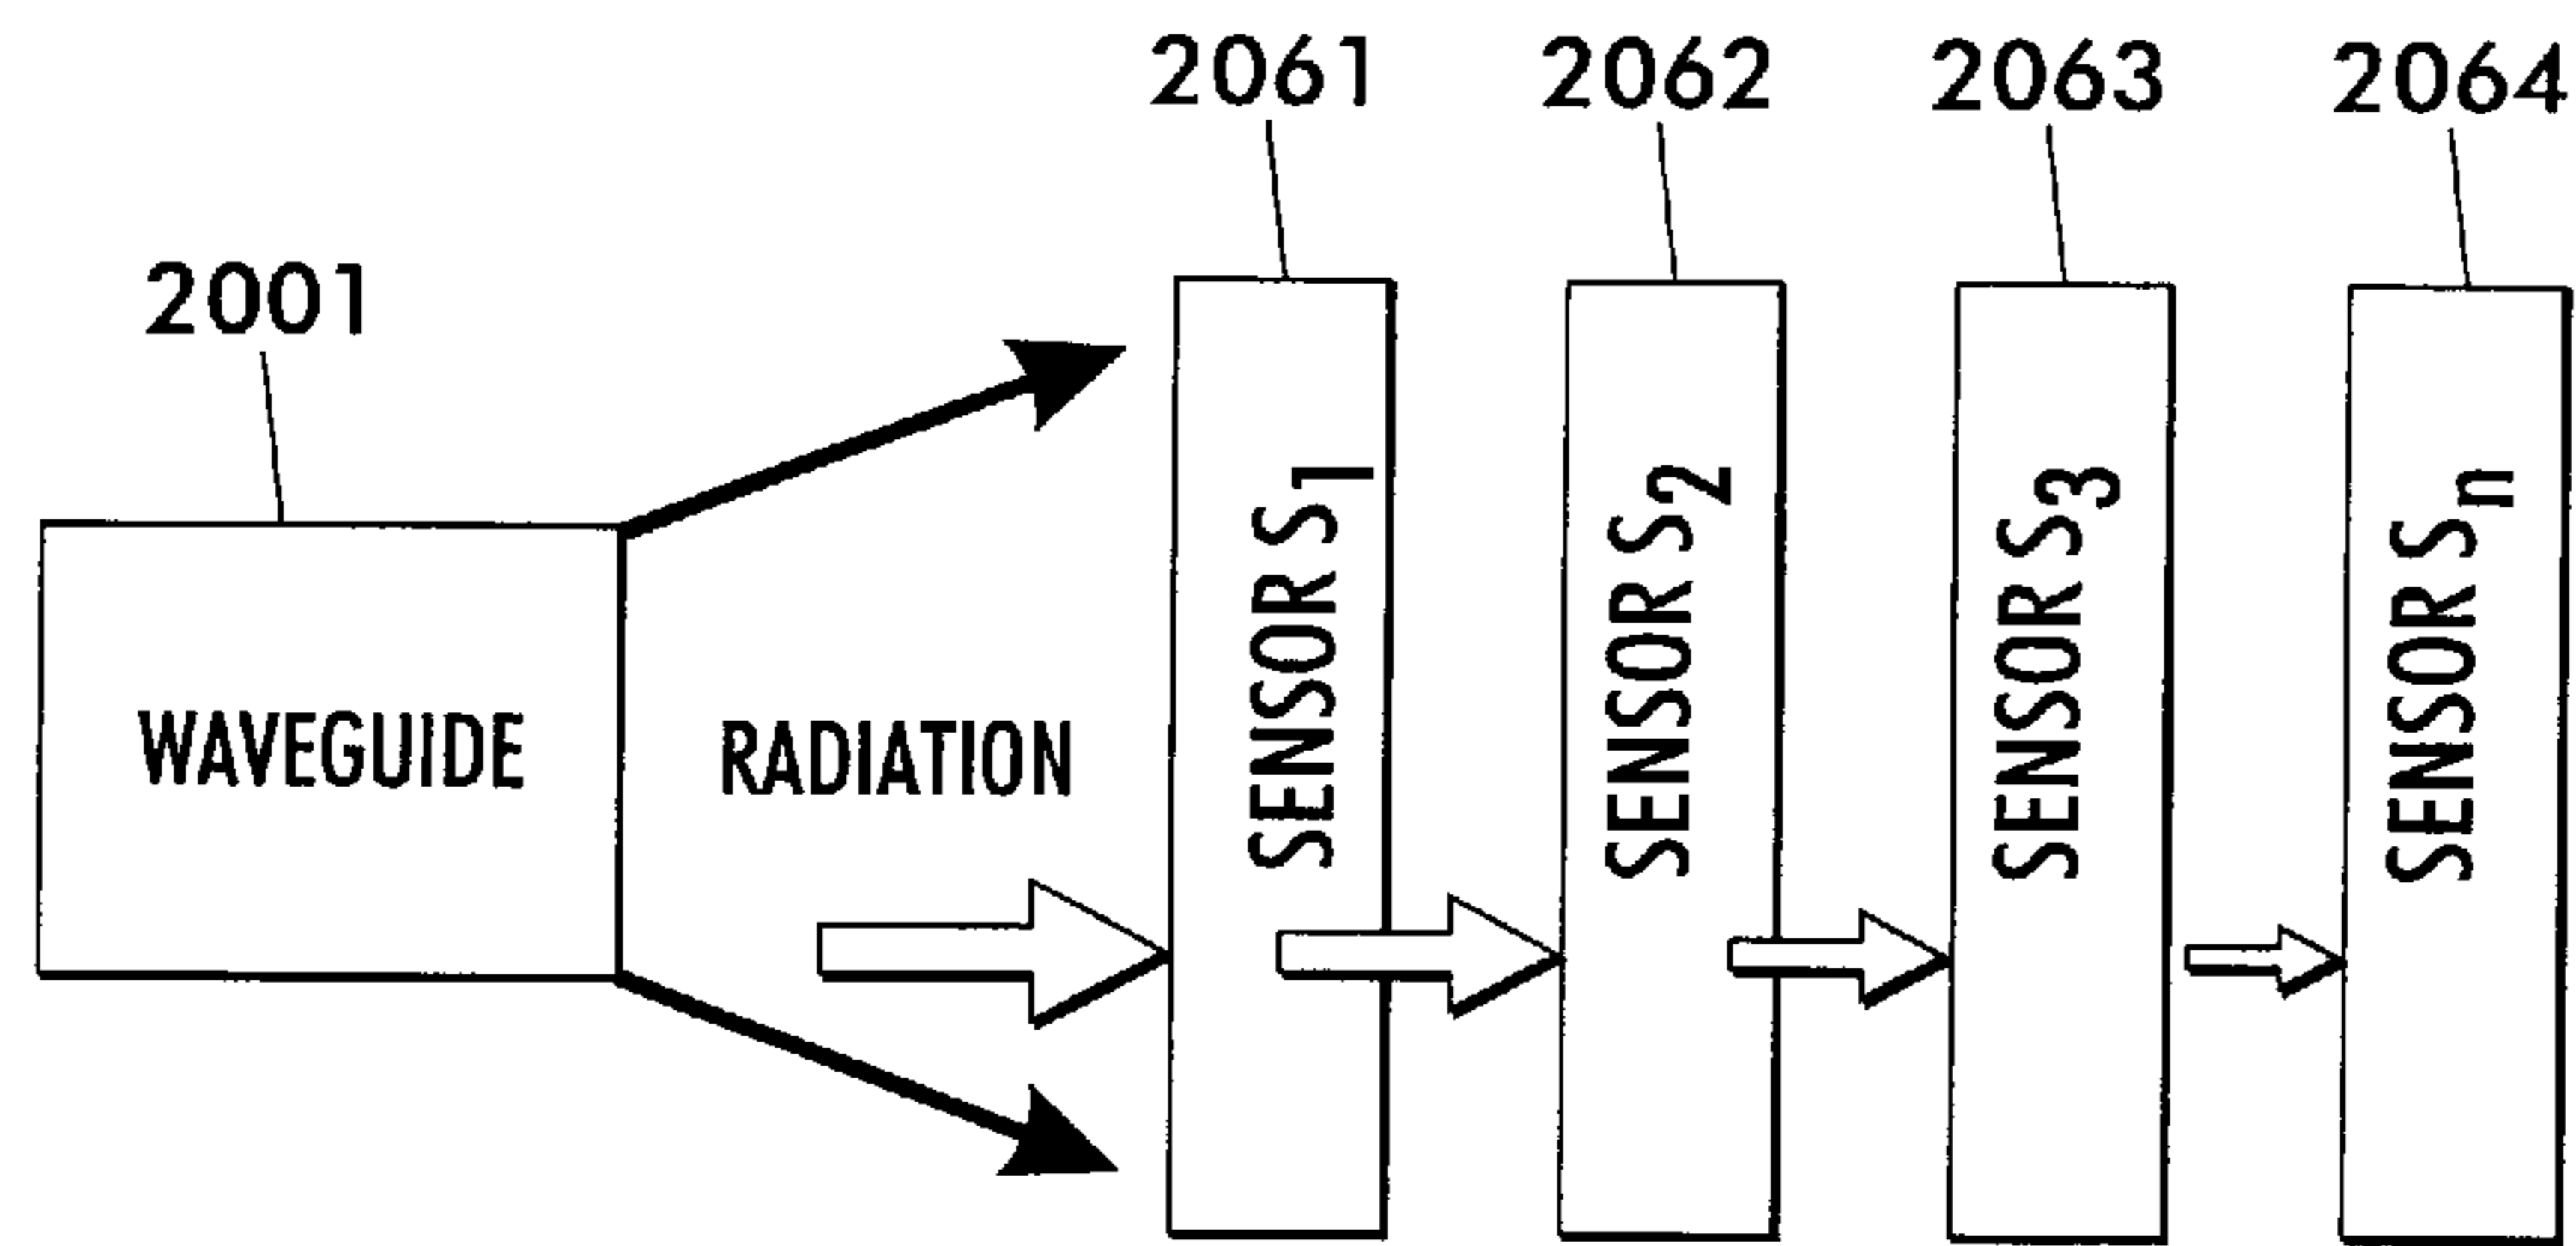 2061
2062
2063
2064
2001
WAVEGUIDE
RADIATION
SENSOR S1
SENSOR S2
SENSOR S3
SENSOR Sn